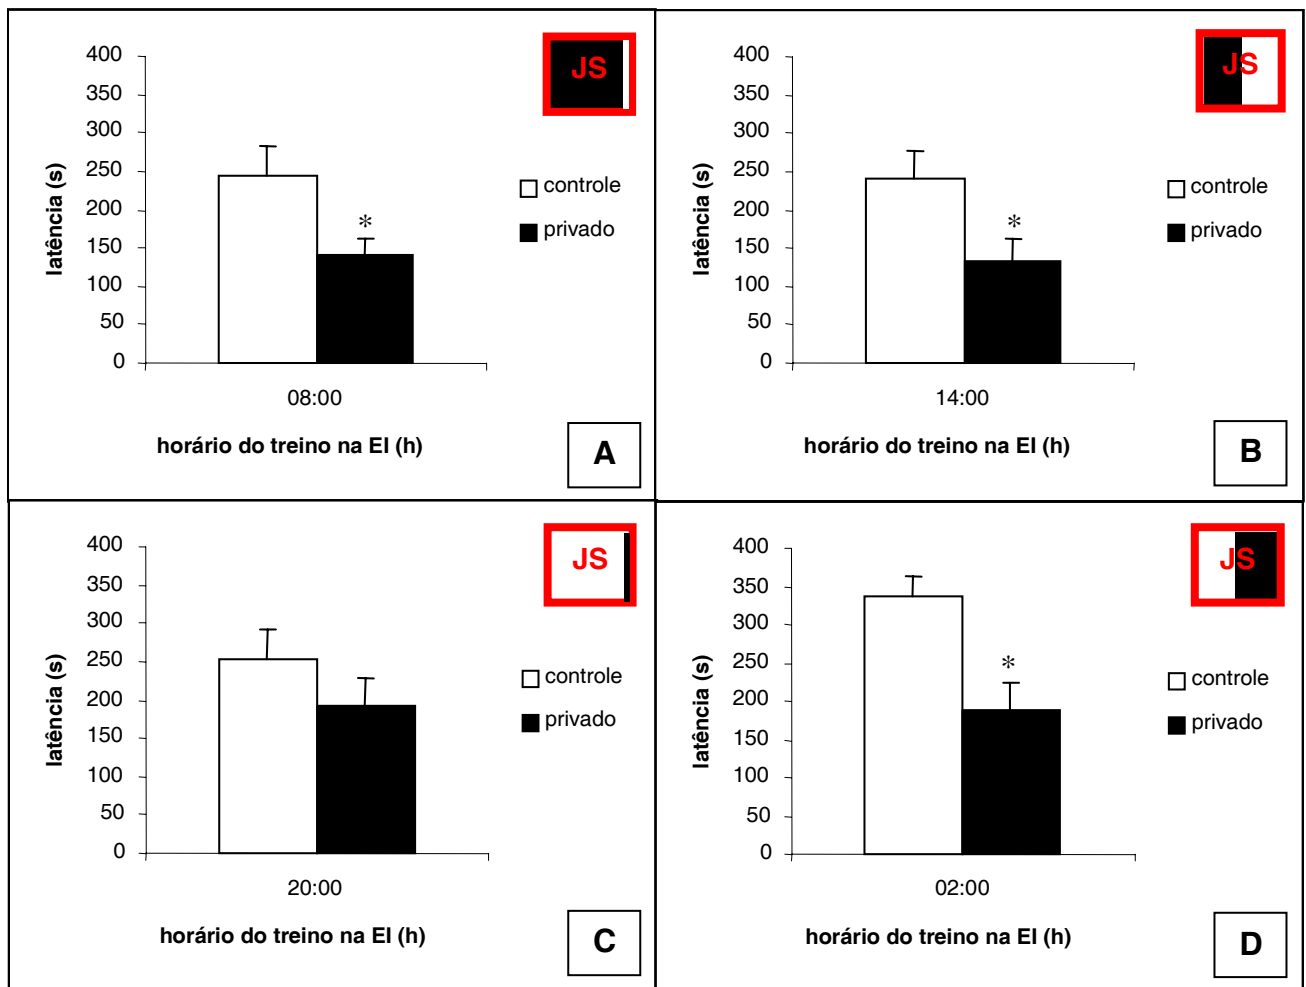 400
350
300
250
200
150
100
50
0
latência (s)
JS
controle
privado
*
08:00
horário do treino na EI (h)
A
400
350
300
250
200
150
100
50
0
latência (s)
JS
controle
privado
*
14:00
horário do treino na EI (h)
B
400
350
300
250
200
150
100
50
0
latência (s)
JS
controle
privado
20:00
horário do treino na EI (h)
C
400
350
300
250
200
150
100
50
0
latência (s)
JS
controle
privado
*
02:00
horário do treino na EI (h)
D